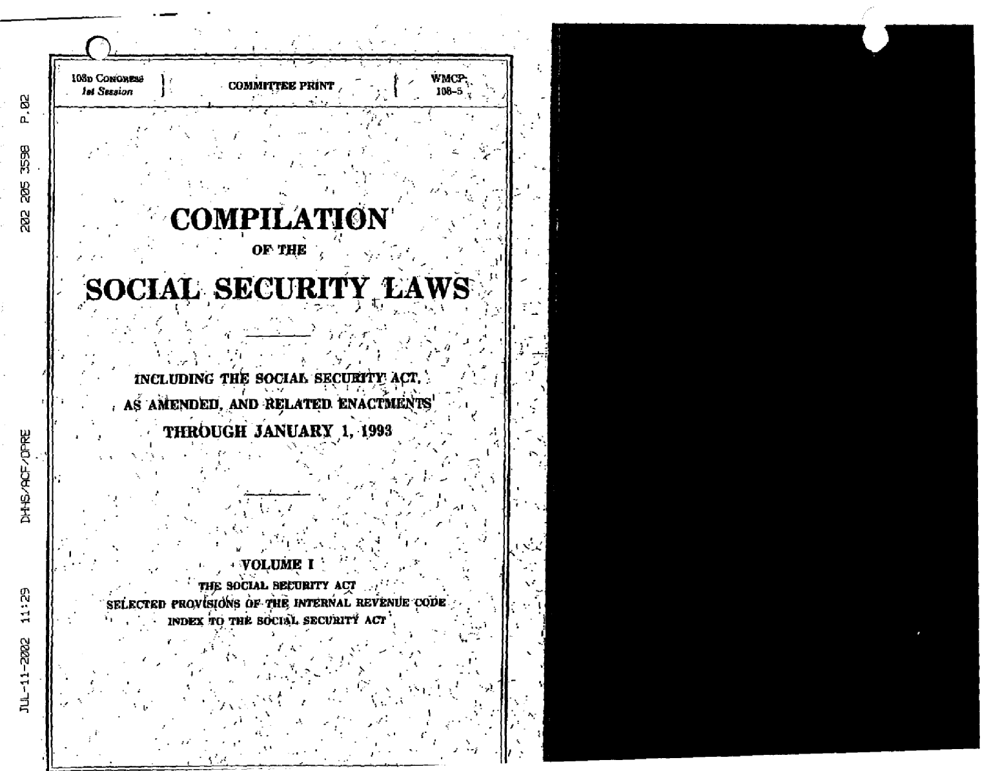 108D CONGRESS
1st Session
COMMITTEE PRINT
WMCP:
108-5
COMPILATION
OF THE
SOCIAL SECURITY LAWS
INCLUDING THE SOCIAL SECURITY ACT,
AS AMENDED, AND RELATED ENACTMENTS
THROUGH JANUARY 1, 1993
VOLUME I
THE SOCIAL SECURITY ACT
SELECTED PROVISIONS OF THE INTERNAL REVENUE CODE
INDEX TO THE SOCIAL SECURITY ACT
JUL-11-2002 11:29 DHHS/ACF/OPRE 202 205 3598 P.02